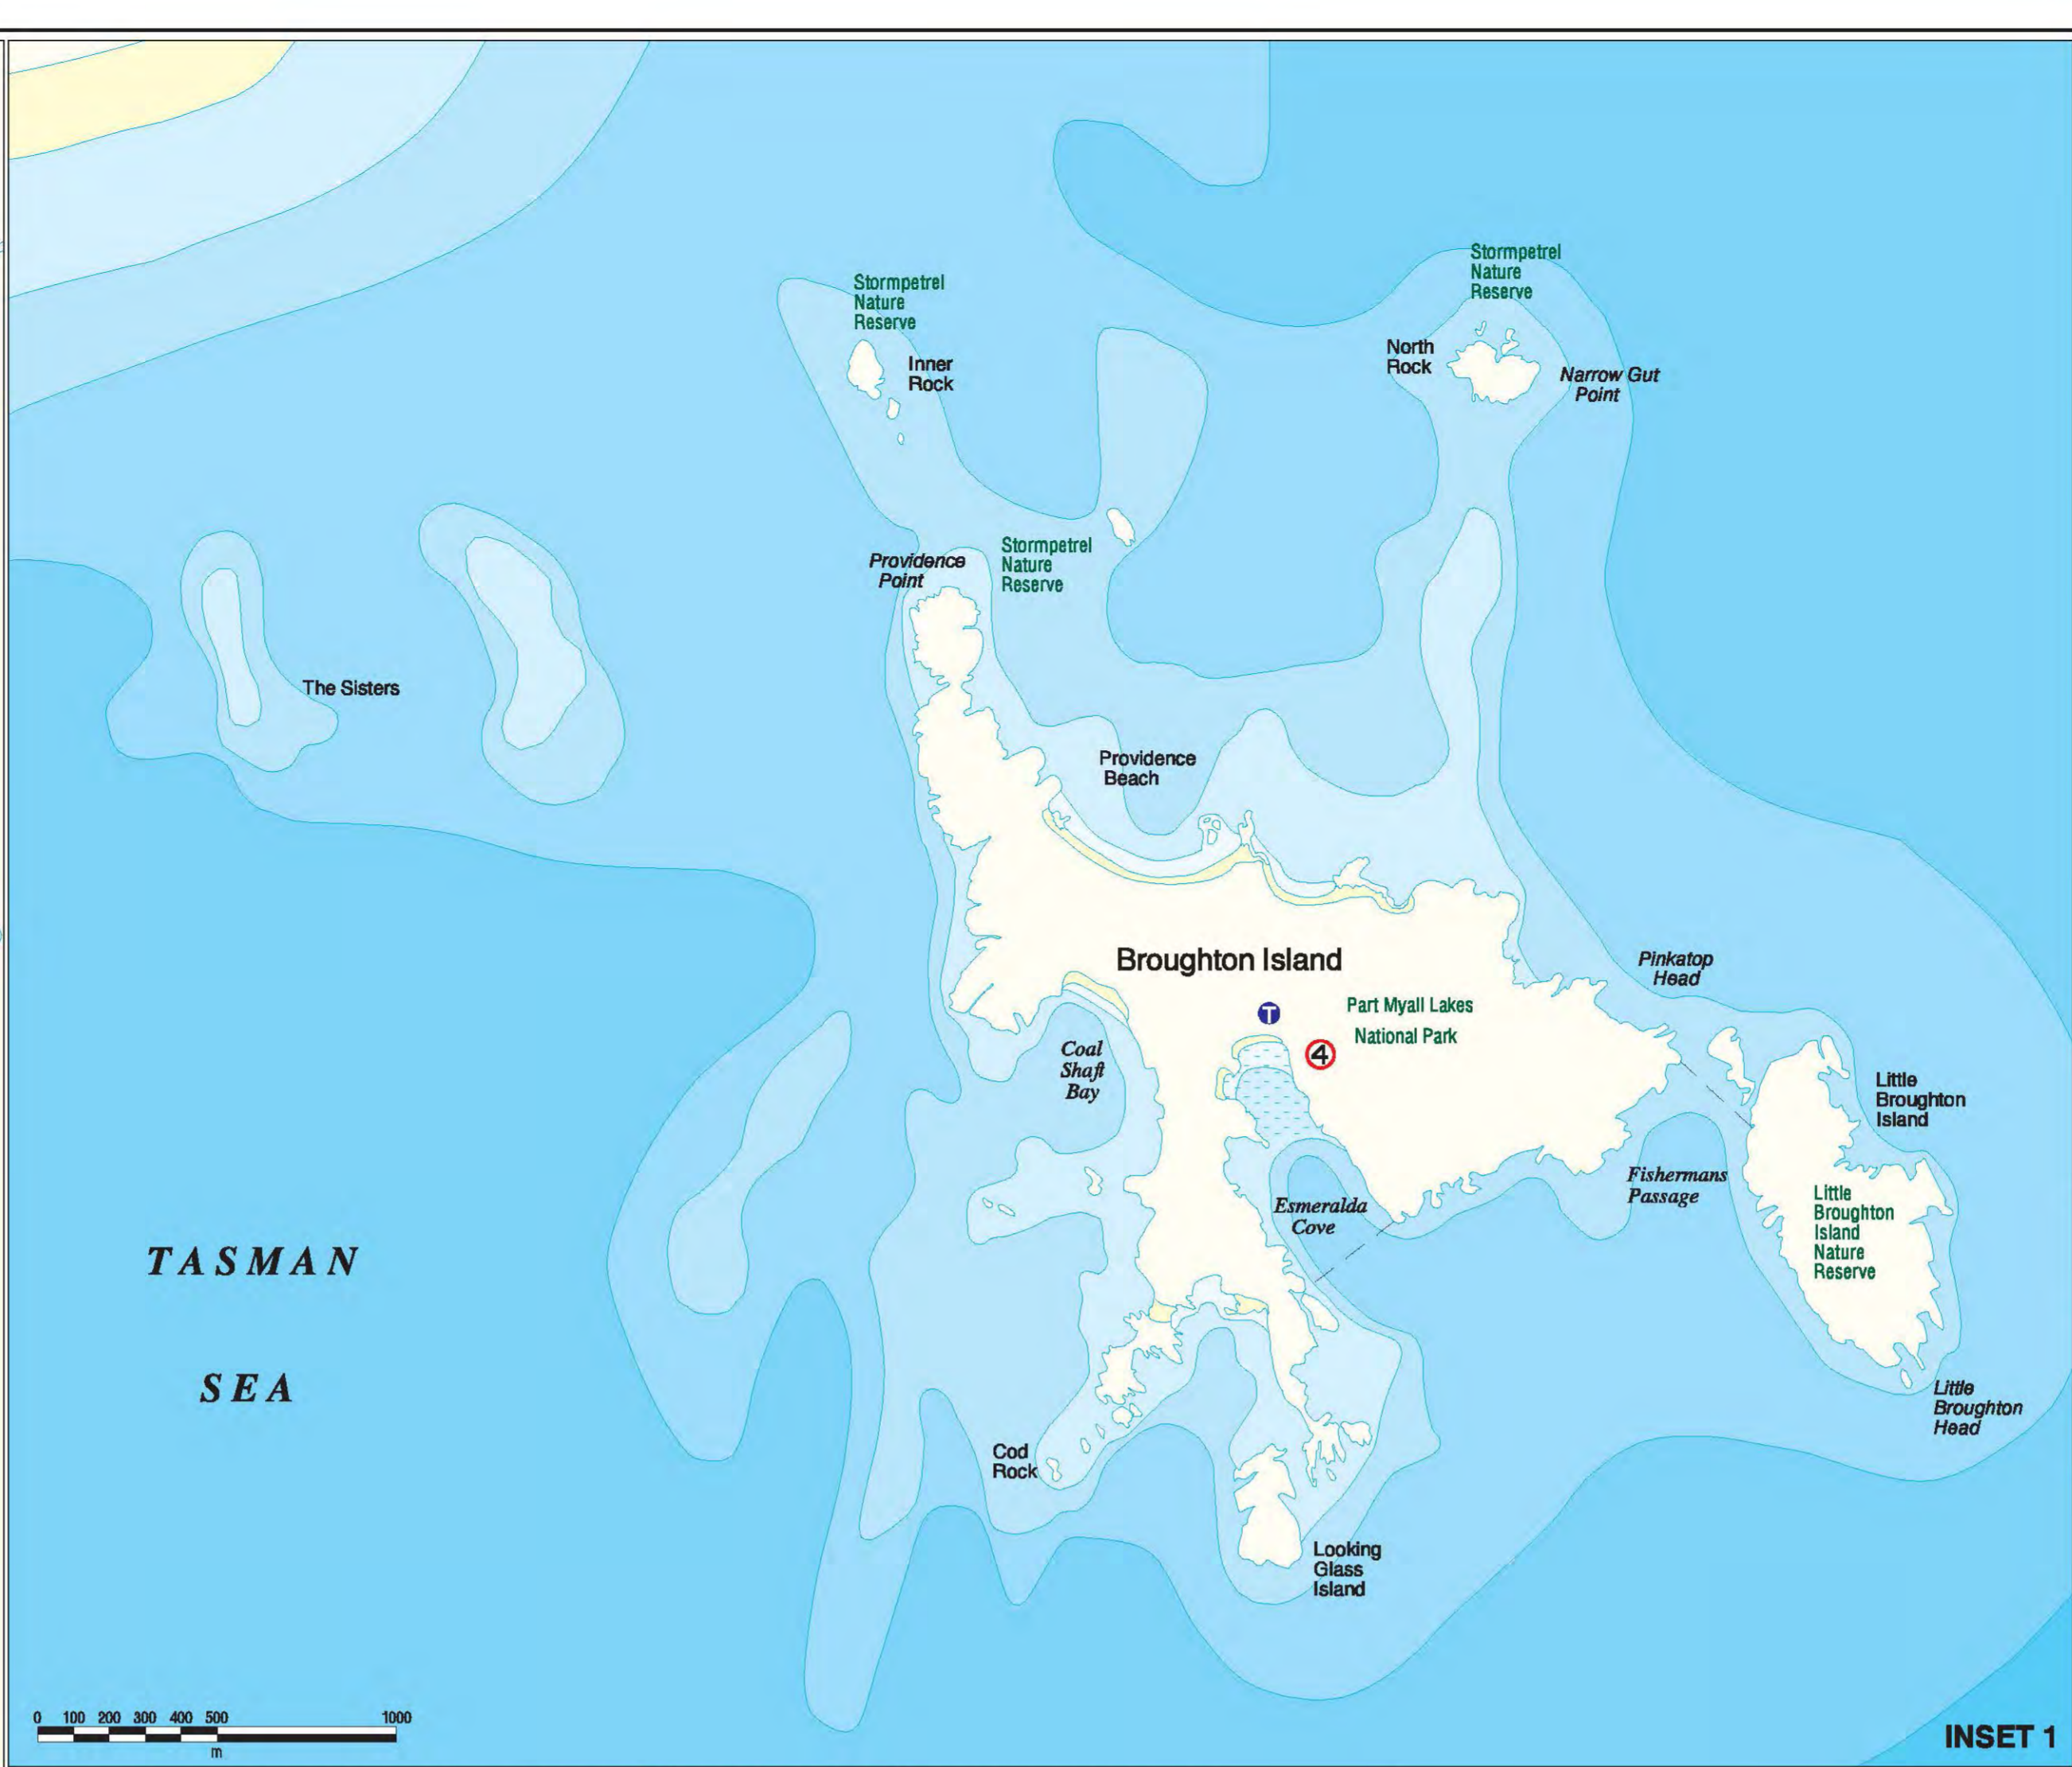 Stormpetrel
Nature
Reserve
Stormpetrel
Nature
Reserve
Inner
Rock
North
Rock
Narrow Gut
Point
Providence
Point
Stormpetrel
Nature
Reserve
The Sisters
Providence
Beach
Broughton Island
Pinkatop
Head
T
Part Myall Lakes
National Park
4
Coal
Shaft
Bay
Little
Broughton
Island
Fishermans
Passage
Esmeralda
Cove
Little
Broughton
Island
Nature
Reserve
TASMAN
SEA
Little
Broughton
Head
Cod
Rock
Looking
Glass
Island
0 100 200 300 400 500 1000
m
INSET 1